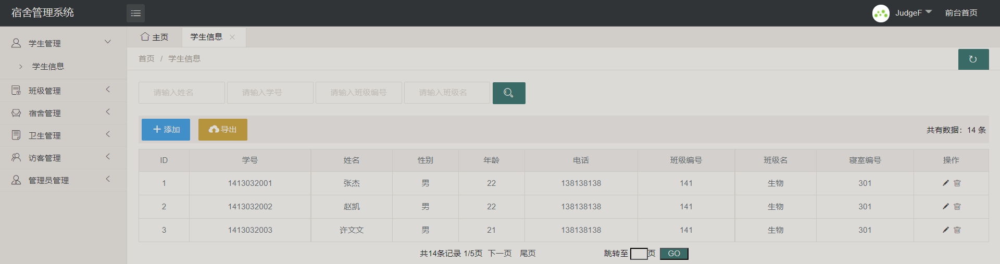 宿舍管理系统
JudgeF
前台首页
学生管理
学生信息
班级管理
宿舍管理
卫生管理
访客管理
管理员管理
主页 学生信息
首页 / 学生信息
请输入姓名 请输入学号 请输入班级编号 请输入班级名
添加 导出 共有数据：14 条
ID 学号 姓名 性别 年龄 电话 班级编号 班级名 寝室编号 操作
1 1413032001 张杰 男 22 138138138 141 生物 301
2 1413032002 赵凯 男 22 138138138 141 生物 301
3 1413032003 许文文 男 21 138138138 141 生物 301
共14条记录 1/5页 下一页 尾页 跳转至 页 GO